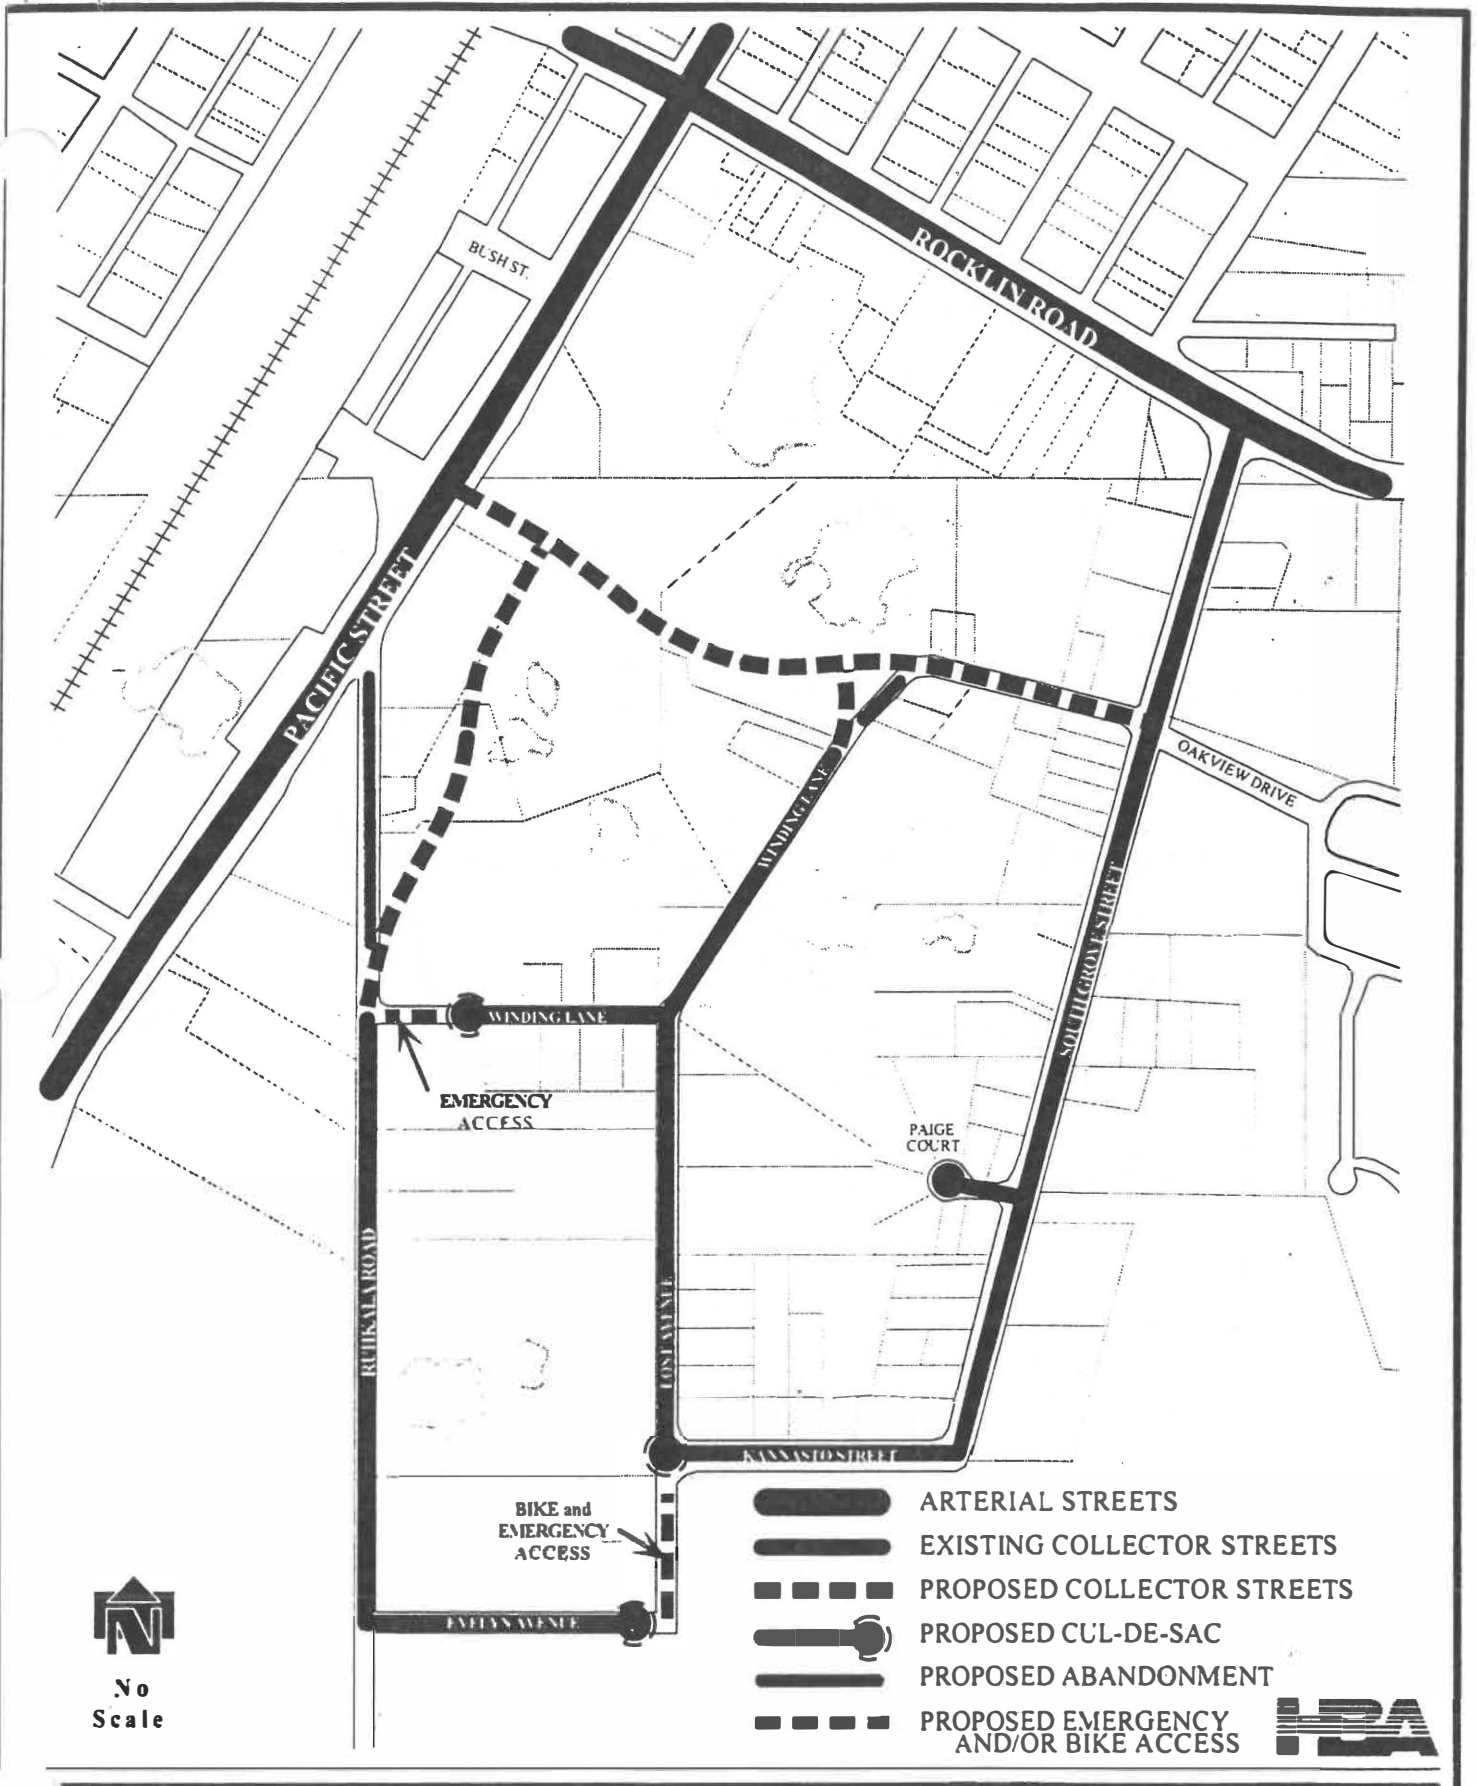 BUSH ST.
ROCKLIN ROAD
PACIFIC STREET
OAKVIEW DRIVE
WINDING LANE
SOUTH GROVE STREET
WINDING LANE
EMERGENCY
ACCESS
PAIGE
COURT
RUHKALA ROAD
LOST AVENUE
KANNASTO STREET
BIKE and
EMERGENCY
ACCESS
EVELYN AVENUE
ARTERIAL STREETS
EXISTING COLLECTOR STREETS
PROPOSED COLLECTOR STREETS
PROPOSED CUL-DE-SAC
PROPOSED ABANDONMENT
PROPOSED EMERGENCY
AND/OR BIKE ACCESS
N
No
Scale
HBA